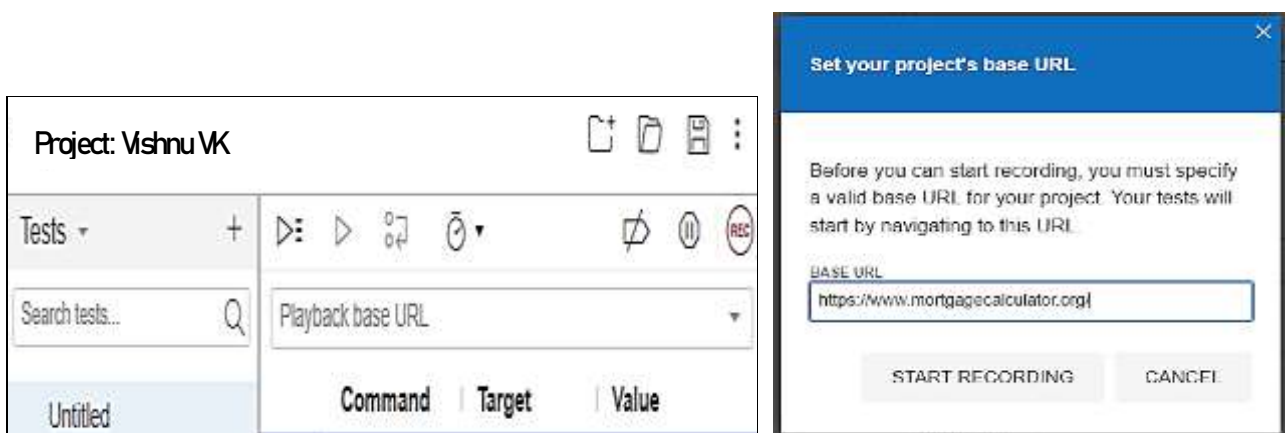 Project: Vishnu VK
Tests
+
REC
Search tests...
Playback base URL
Command Target Value
Untitled
Set your project's base URL
Before you can start recording, you must specify
a valid base URL for your project. Your tests will
start by navigating to this URL.
BASE URL
https://www.mortgagecalculator.org/
START RECORDING CANCEL